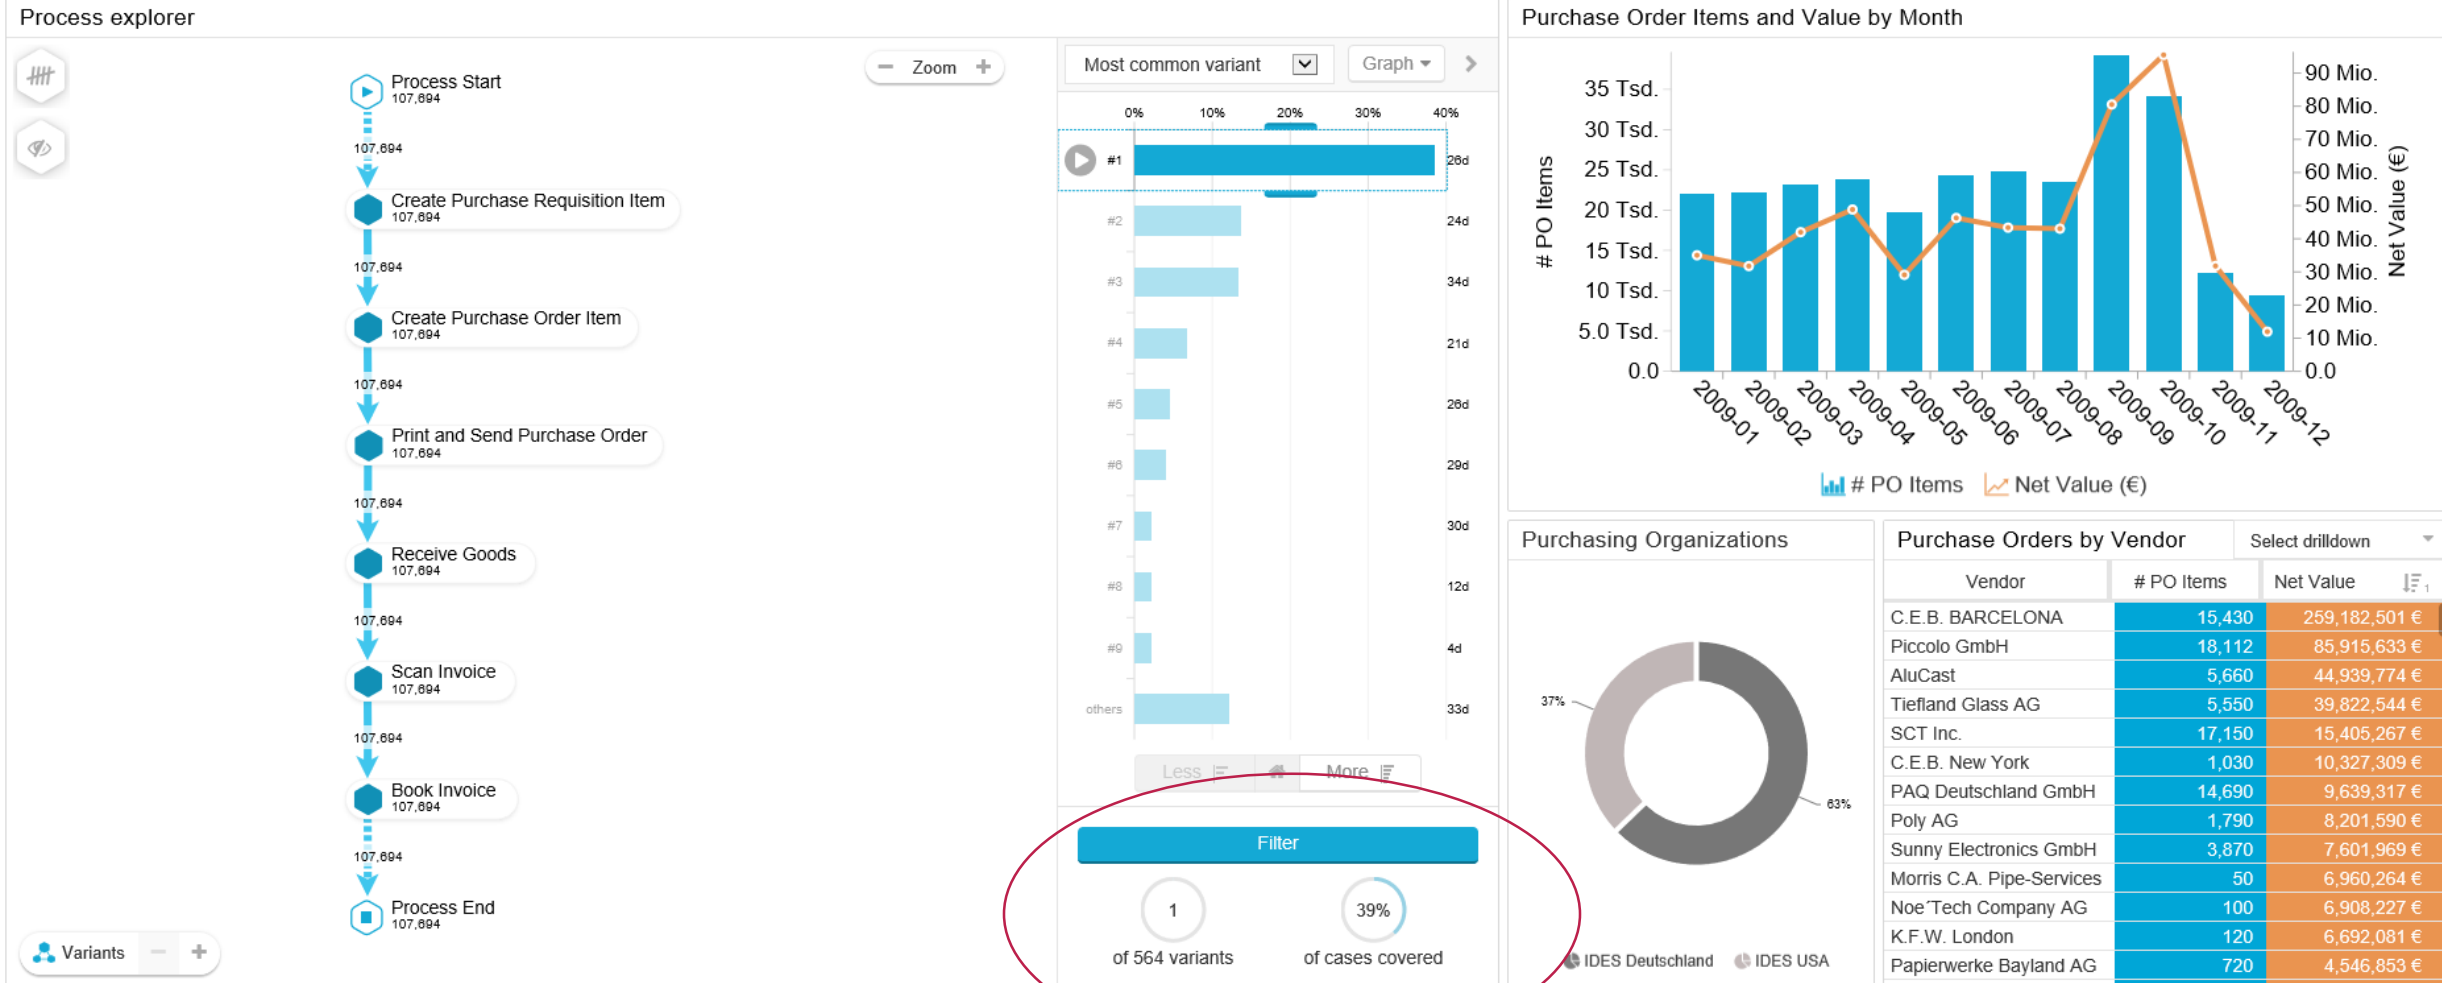 Process explorer
Zoom
Process Start
107,694
107,694
Create Purchase Requisition Item
107,694
107,694
Create Purchase Order Item
107,694
107,694
Print and Send Purchase Order
107,694
107,694
Receive Goods
107,694
107,694
Scan Invoice
107,694
107,694
Book Invoice
107,694
107,694
Process End
107,694
Variants
Most common variant
Graph
0% 10% 20% 30% 40%
#1 26d
#2 24d
#3 34d
#4 21d
#5 26d
#6 29d
#7 30d
#8 12d
#9 4d
others 33d
Less More
Filter
1 39%
of 564 variants of cases covered
Purchase Order Items and Value by Month
# PO Items
35 Tsd.
30 Tsd.
25 Tsd.
20 Tsd.
15 Tsd.
10 Tsd.
5.0 Tsd.
0.0
90 Mio.
80 Mio.
70 Mio.
60 Mio.
50 Mio.
40 Mio.
30 Mio.
20 Mio.
10 Mio.
0.0
Net Value (€)
2009-01 2009-02 2009-03 2009-04 2009-05 2009-06 2009-07 2009-08 2009-09 2009-10 2009-11 2009-12
# PO Items Net Value (€)
Purchasing Organizations
37%
63%
IDES Deutschland IDES USA
Purchase Orders by Vendor Select drilldown
Vendor # PO Items Net Value 1
C.E.B. BARCELONA 15,430 259,182,501 €
Piccolo GmbH 18,112 85,915,633 €
AluCast 5,660 44,939,774 €
Tiefland Glass AG 5,550 39,822,544 €
SCT Inc. 17,150 15,405,267 €
C.E.B. New York 1,030 10,327,309 €
PAQ Deutschland GmbH 14,690 9,639,317 €
Poly AG 1,790 8,201,590 €
Sunny Electronics GmbH 3,870 7,601,969 €
Morris C.A. Pipe-Services 50 6,960,264 €
Noe´Tech Company AG 100 6,908,227 €
K.F.W. London 120 6,692,081 €
Papierwerke Bayland AG 720 4,546,853 €